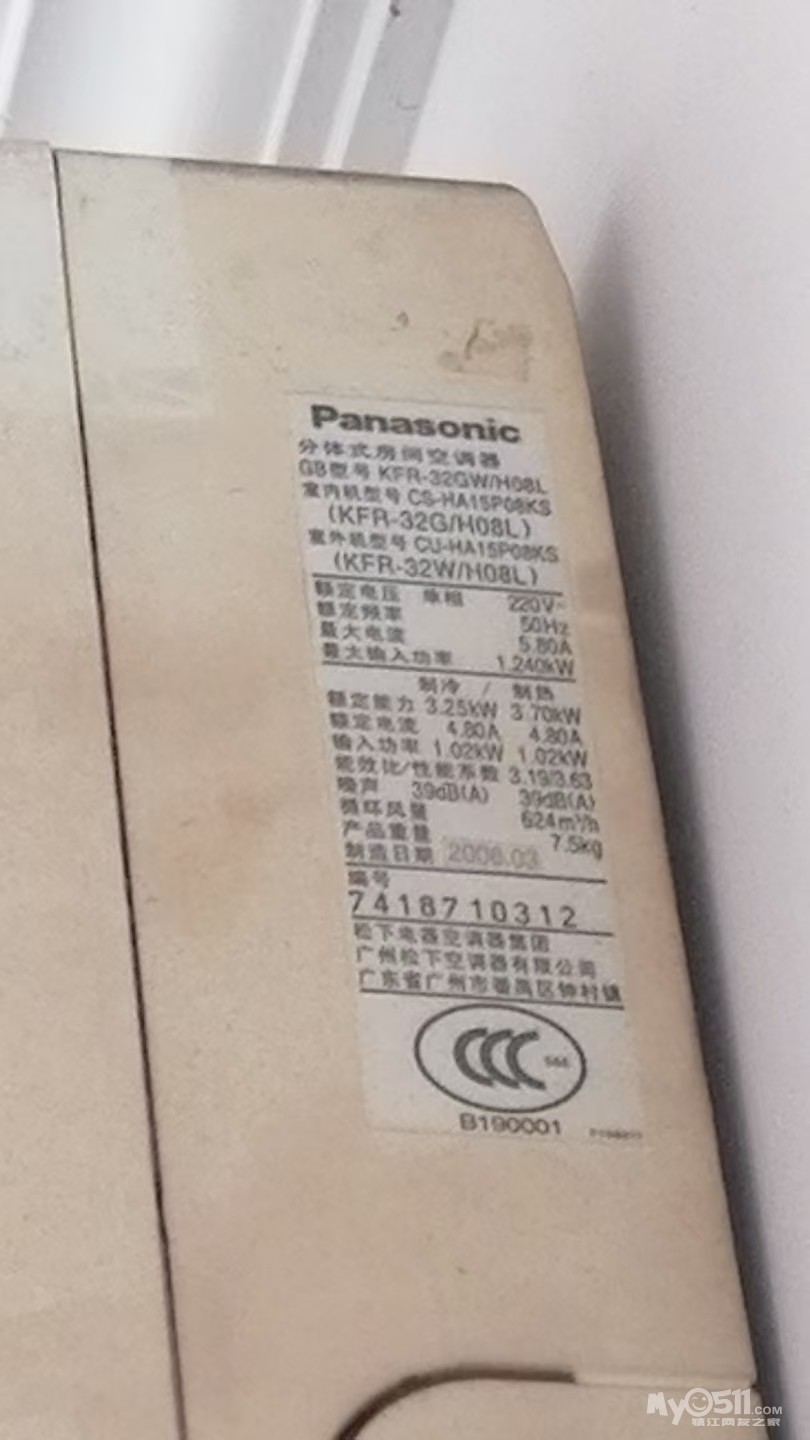 Panasonic
分体式房间空调器
GB型号 KFR-32GW/H08L
室内机型号 CS-HA15P08KS
(KFR-32G/H08L)
室外机型号 CU-HA15P08KS
(KFR-32W/H08L)
额定电压 单相 220V~
额定频率 50Hz
最大电流 5.80A
最大输入功率 1.240kW
制冷 / 制热
额定能力 3.25kW 3.70kW
额定电流 4.80A 4.80A
输入功率 1.02kW 1.02kW
能效比/性能系数 3.19/3.63
噪声 39dB(A) 39dB(A)
循环风量 624m³/h
产品重量 7.5kg
制造日期
编号
7418710312
松下电器空调器集团
广州松下空调器有限公司
广东省广州市番禺区钟村镇
CCC
B190001
My0511.COM
镇江网友之家